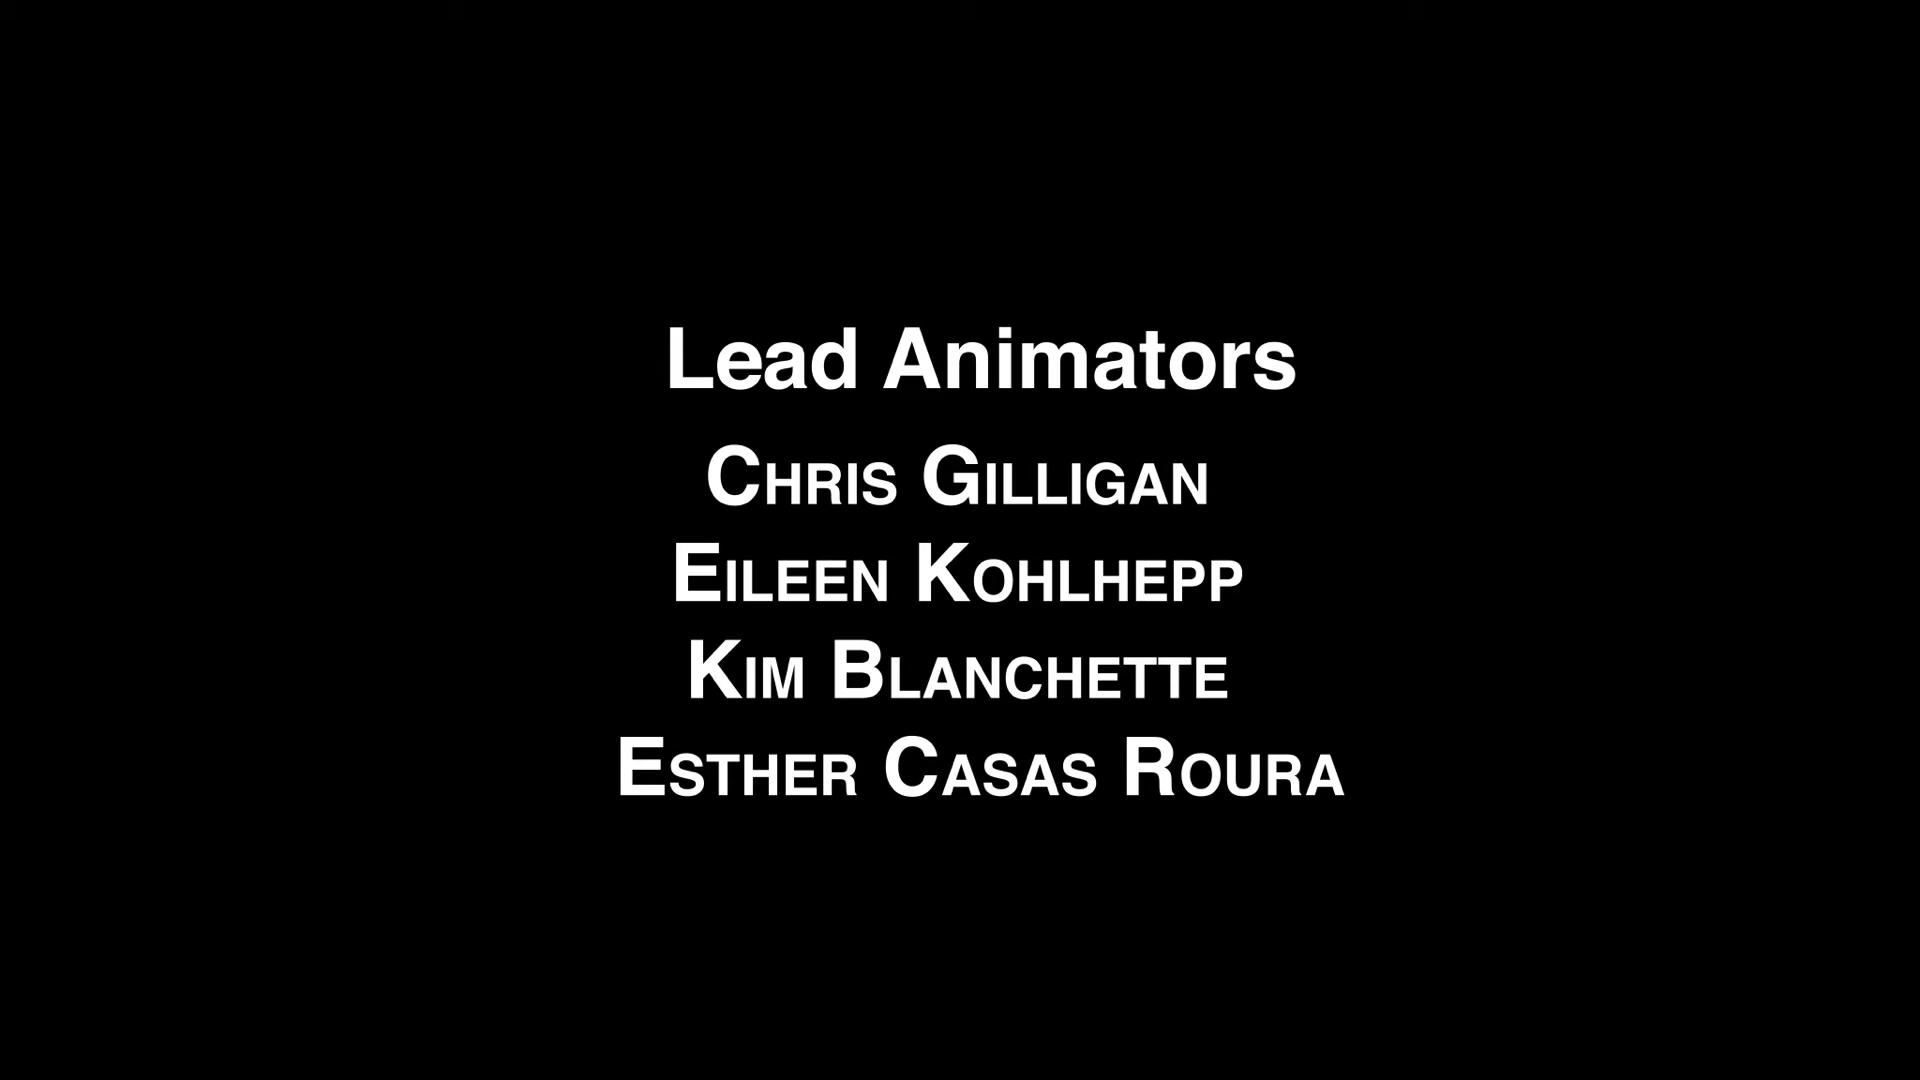 Lead Animators
Chris Gilligan
Eileen Kohlhepp
Kim Blanchette
Esther Casas Roura